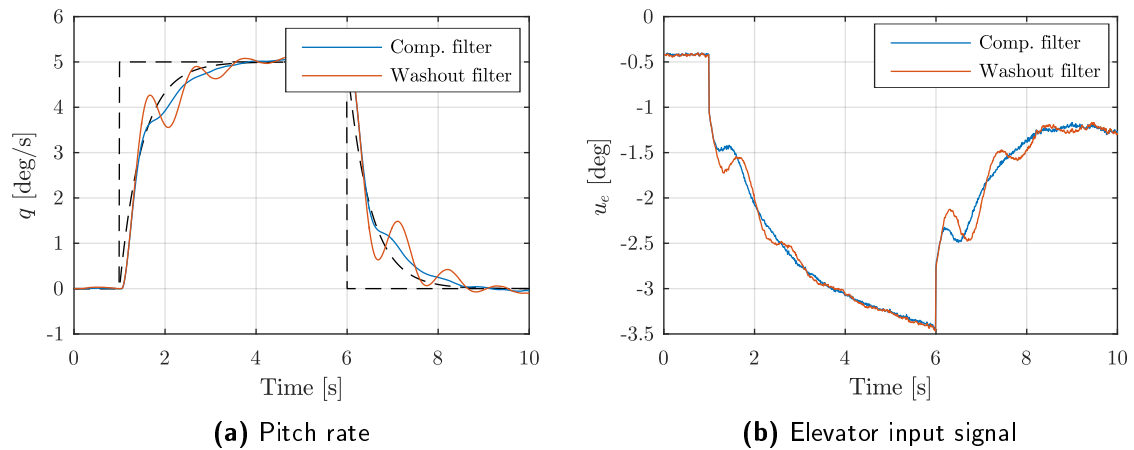 6
5
4
3
2
1
0
-1
q [deg/s]
0
2
4
6
8
10
Time [s]
Comp. filter
Washout filter
(a) Pitch rate
0
-0.5
-1
-1.5
-2
-2.5
-3
-3.5
u_e [deg]
0
2
4
6
8
10
Time [s]
Comp. filter
Washout filter
(b) Elevator input signal